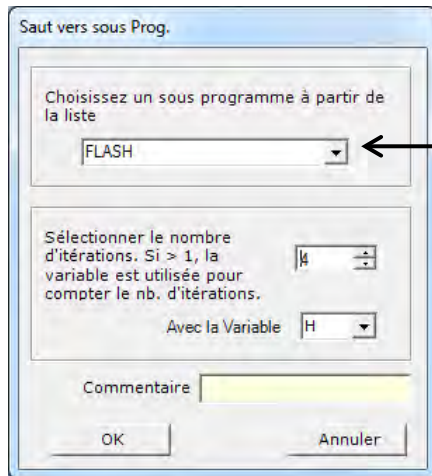 Saut vers sous Prog.
Choisissez un sous programme à partir de
la liste
FLASH
Sélectionner le nombre
d'itérations. Si > 1, la
variable est utilisée pour
compter le nb. d'itérations.
4
Avec la Variable H
Commentaire
OK Annuler